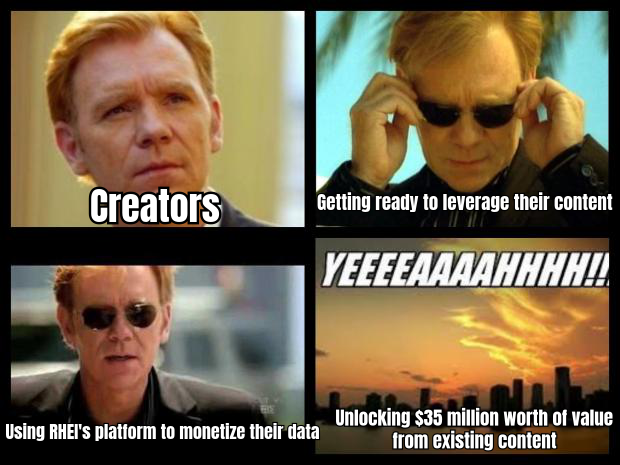 Creators
Getting ready to leverage their content
Using RHEI's platform to monetize their data
YEEEEAAAAHHHH!!!
Unlocking $35 million worth of value
from existing content